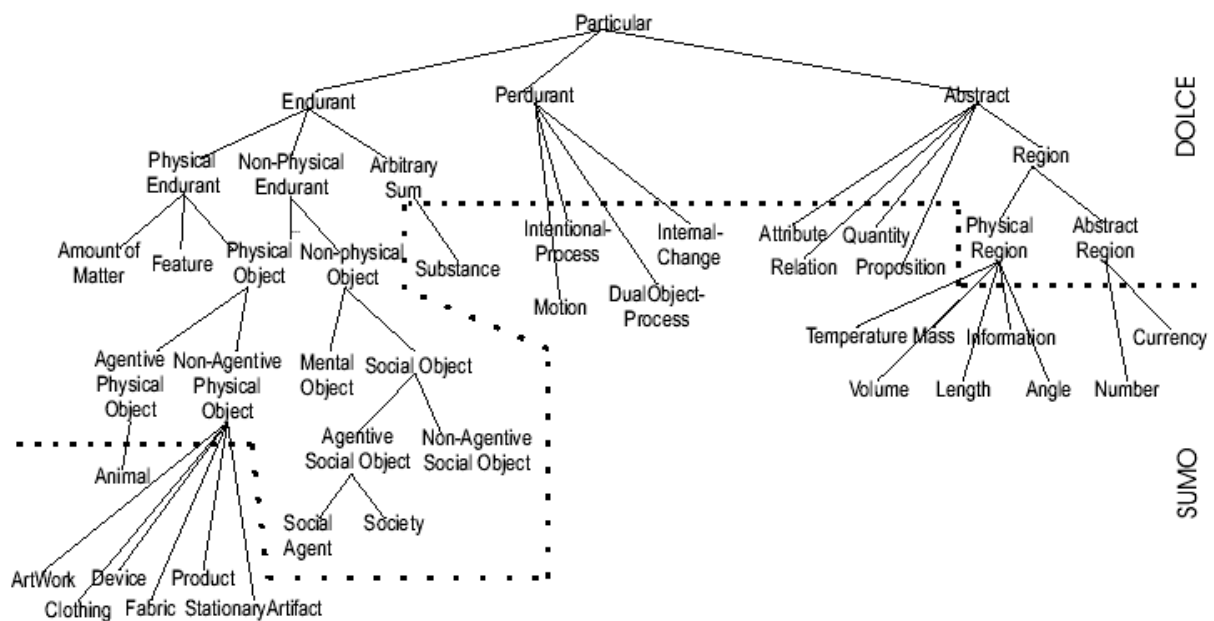 Particular
Endurant
Perdurant
Abstract
DOLCE
Physical
Endurant
Non-Physical
Endurant
Arbitrary
Sum
Region
Amount of
Matter
Feature
Physical
Object
Non-physical
Object
Substance
Intentional-
Process
Internal-
Change
Motion
DualObject-
Process
Attribute
Relation
Quantity
Proposition
Physical
Region
Abstract
Region
Agentive
Physical
Object
Non-Agentive
Physical
Object
Mental
Object
Social Object
Temperature
Mass
Information
Currency
Volume
Length
Angle
Number
Animal
Agentive
Social Object
Non-Agentive
Social Object
SUMO
Social
Agent
Society
ArtWork
Device
Product
Clothing
Fabric
StationaryArtifact